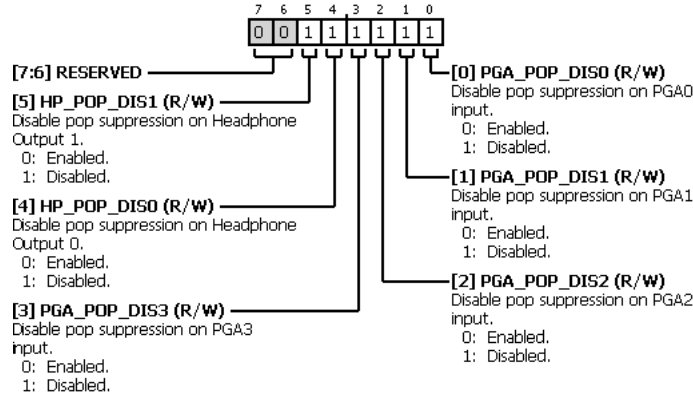 7 6 5 4 3 2 1 0
0 0 1 1 1 1 1 1
[7:6] RESERVED
[5] HP_POP_DIS1 (R/W)
Disable pop suppression on Headphone
Output 1.
0: Enabled.
1: Disabled.
[4] HP_POP_DIS0 (R/W)
Disable pop suppression on Headphone
Output 0.
0: Enabled.
1: Disabled.
[3] PGA_POP_DIS3 (R/W)
Disable pop suppression on PGA3
input.
0: Enabled.
1: Disabled.
[0] PGA_POP_DIS0 (R/W)
Disable pop suppression on PGA0
input.
0: Enabled.
1: Disabled.
[1] PGA_POP_DIS1 (R/W)
Disable pop suppression on PGA1
input.
0: Enabled.
1: Disabled.
[2] PGA_POP_DIS2 (R/W)
Disable pop suppression on PGA2
input.
0: Enabled.
1: Disabled.